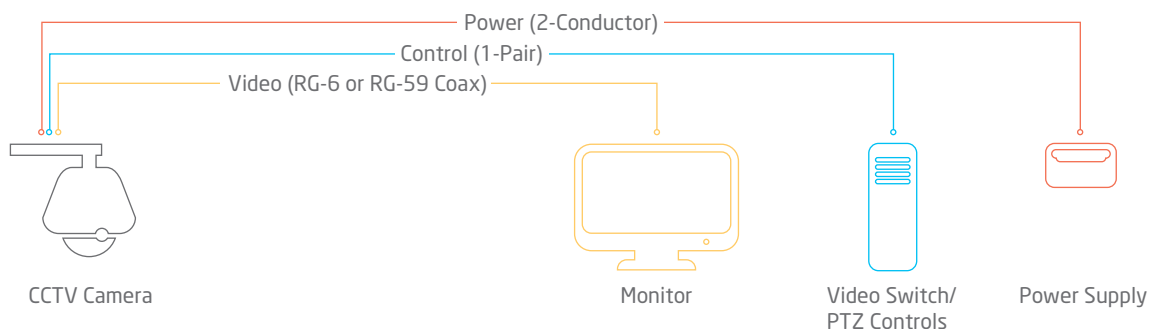 Power (2-Conductor)
Control (1-Pair)
Video (RG-6 or RG-59 Coax)
CCTV Camera
Monitor
Video Switch/
PTZ Controls
Power Supply